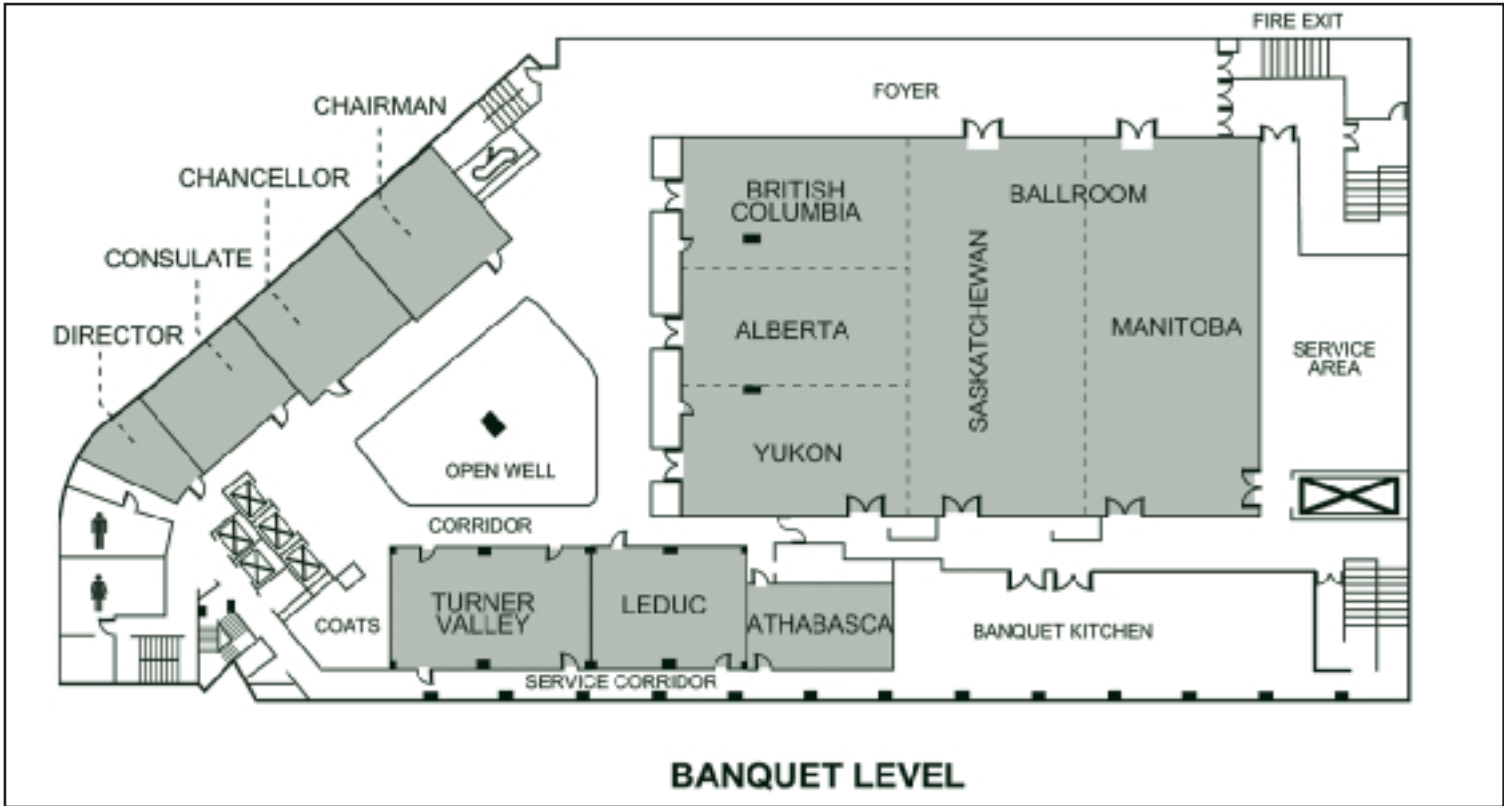 FIRE EXIT
FOYER
CHAIRMAN
CHANCELLOR
CONSULATE
DIRECTOR
BRITISH
COLUMBIA
BALLROOM
SASKATCHEWAN
ALBERTA
MANITOBA
SERVICE
AREA
YUKON
OPEN WELL
CORRIDOR
TURNER
VALLEY
LEDUC
ATHABASCA
COATS
BANQUET KITCHEN
SERVICE CORRIDOR
BANQUET LEVEL